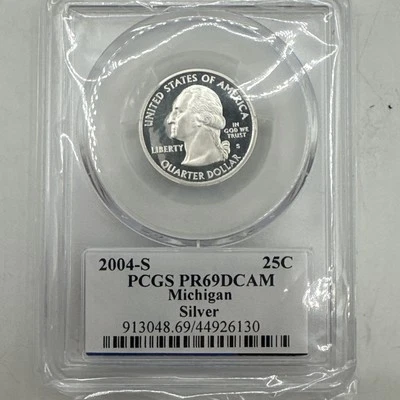 UNITED STATES OF AMERICA
LIBERTY
IN
GOD WE
TRUST
S
QUARTER DOLLAR
2004-S 25C
PCGS PR69DCAM
Michigan
Silver
913048.69/44926130